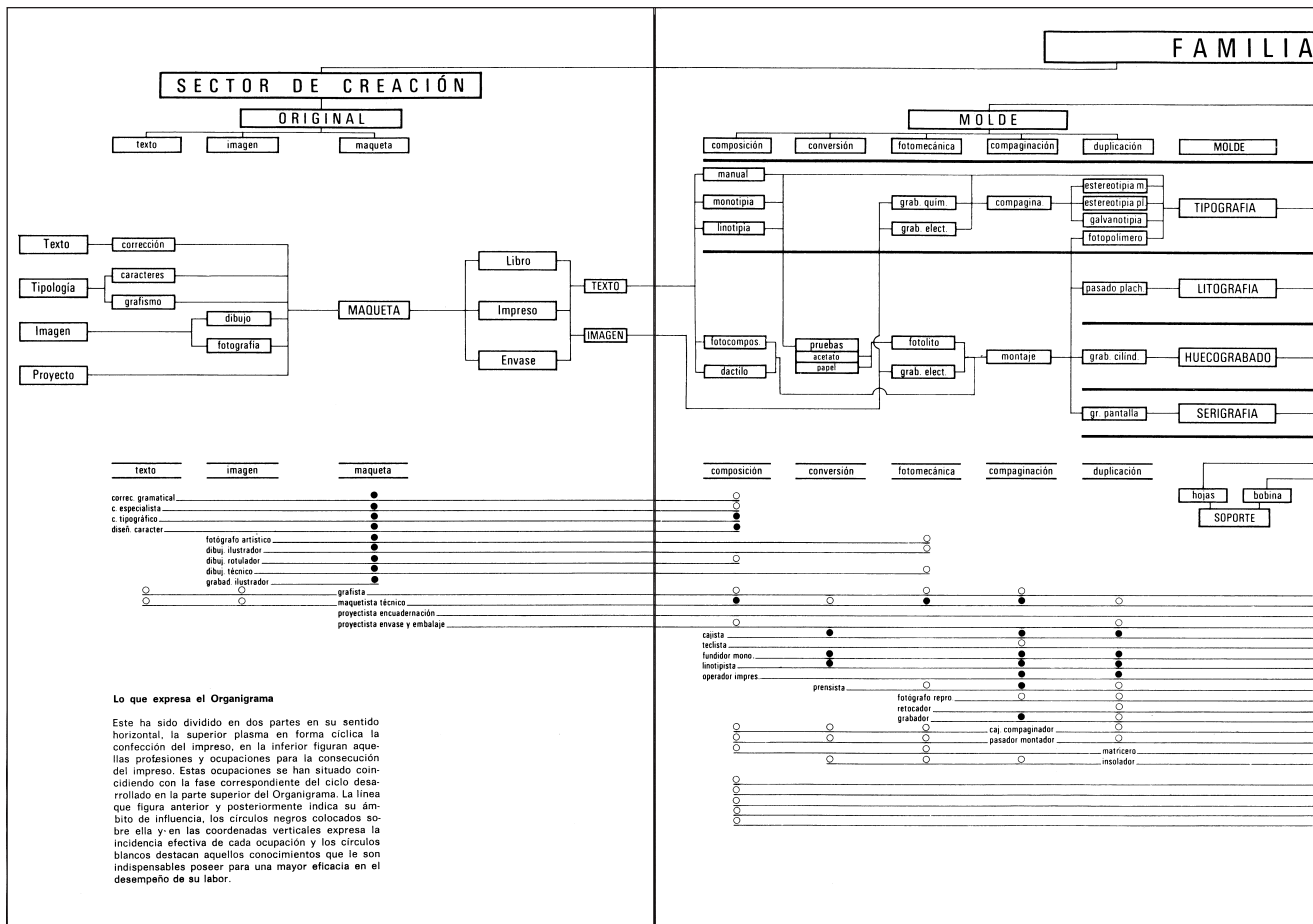 FAMILIA
SECTOR DE CREACIÓN
ORIGINAL
texto
imagen
maqueta
Texto
corrección
Tipología
caracteres
grafismo
Imagen
dibujo
fotografía
Proyecto
MAQUETA
Libro
Impreso
Envase
TEXTO
IMAGEN
MOLDE
composición
conversión
fotomecánica
compaginación
duplicación
MOLDE
manual
monotipia
linotipia
grab. quim.
grab. elect.
compagina.
estereotipia m.
estereotipia pl.
galvanotipia
fotopolimero
TIPOGRAFIA
pasado planch.
LITOGRAFIA
fotocompos.
dactilo
pruebas
acetato
papel
fotolito
grab. elect.
montaje
grab. cilínd.
HUECOGRABADO
gr. pantalla
SERIGRAFIA
texto
imagen
maqueta
correc. gramatical
c. especialista
c. tipográfico
diseñ. caracter
fotógrafo artístico
dibuj. ilustrador
dibuj. rotulador
dibuj. técnico
grabad. ilustrador
grafista
maquetista técnico
proyectista encuadernación
proyectista envase y embalaje
composición
conversión
fotomecánica
compaginación
duplicación
hojas
bobina
SOPORTE
cajista
teclista
fundidor mono.
linotipista
operador impres.
prensista
fotógrafo repro
retocador
grabador
caj. compaginador
pasador montador
matricero
insolador
Lo que expresa el Organigrama
Este ha sido dividido en dos partes en su sentido
horizontal, la superior plasma en forma cíclica la
confección del impreso, en la inferior figuran aque-
llas profesiones y ocupaciones para la consecución
del impreso. Estas ocupaciones se han situado coin-
cidiendo con la fase correspondiente del ciclo desa-
rrollado en la parte superior del Organigrama. La línea
que figura anterior y posteriormente indica su ám-
bito de influencia, los círculos negros colocados so-
bre ella y en las coordenadas verticales expresa la
incidencia efectiva de cada ocupación y los círculos
blancos destacan aquellos conocimientos que le son
indispensables poseer para una mayor eficacia en el
desempeño de su labor.